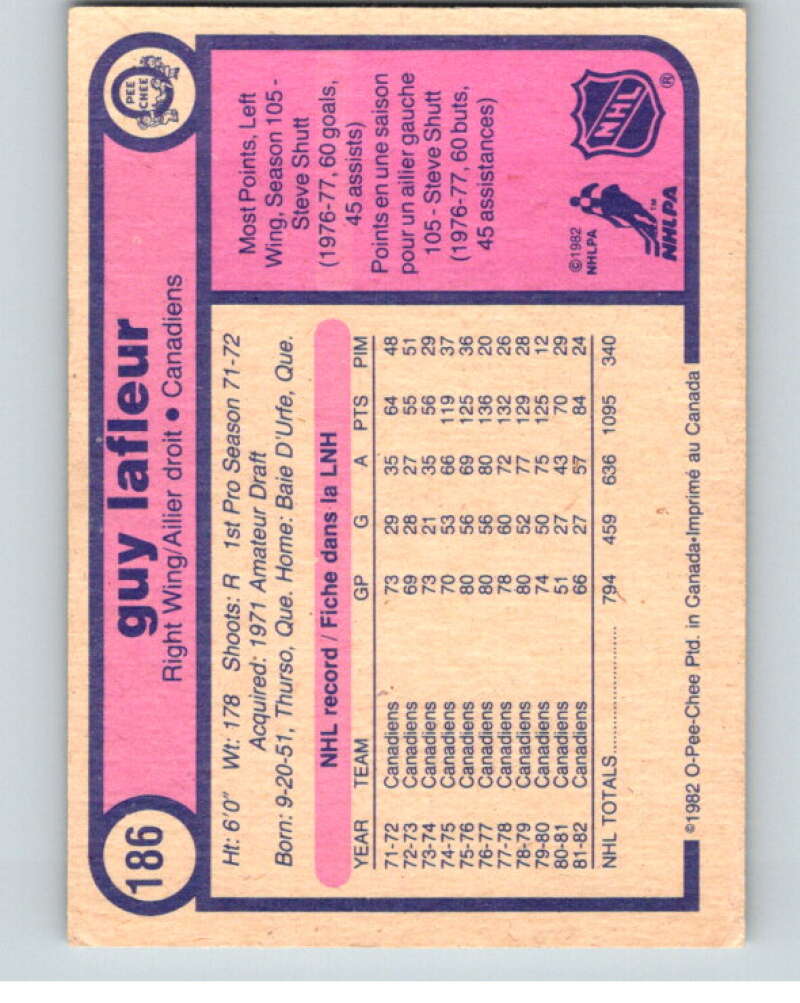 186
guy lafleur
Right Wing/Ailier droit • Canadiens
O PEE CHEE
Ht: 6'0" Wt: 178 Shoots: R 1st Pro Season 71-72
Acquired: 1971 Amateur Draft
Born: 9-20-51, Thurso, Que. Home: Baie D'Urfe, Que.
NHL record / Fiche dans la LNH
YEAR TEAM GP G A PTS PIM
71-72 Canadiens 73 29 35 64 48
72-73 Canadiens 69 28 27 55 51
73-74 Canadiens 73 21 35 56 29
74-75 Canadiens 70 53 66 119 37
75-76 Canadiens 80 56 69 125 36
76-77 Canadiens 80 56 80 136 20
77-78 Canadiens 78 60 72 132 26
78-79 Canadiens 80 52 77 129 28
79-80 Canadiens 74 50 75 125 12
80-81 Canadiens 51 27 43 70 29
81-82 Canadiens 66 27 57 84 24
NHL TOTALS........................ 794 459 636 1095 340
Most Points, Left
Wing, Season 105 -
Steve Shutt
(1976-77, 60 goals,
45 assists)
Points en une saison
pour un ailier gauche
105 - Steve Shutt
(1976-77, 60 buts,
45 assistances)
©1982
NHLPA
NHLPA™
NHL®
©1982 O-Pee-Chee Ptd. in Canada•Imprimé au Canada